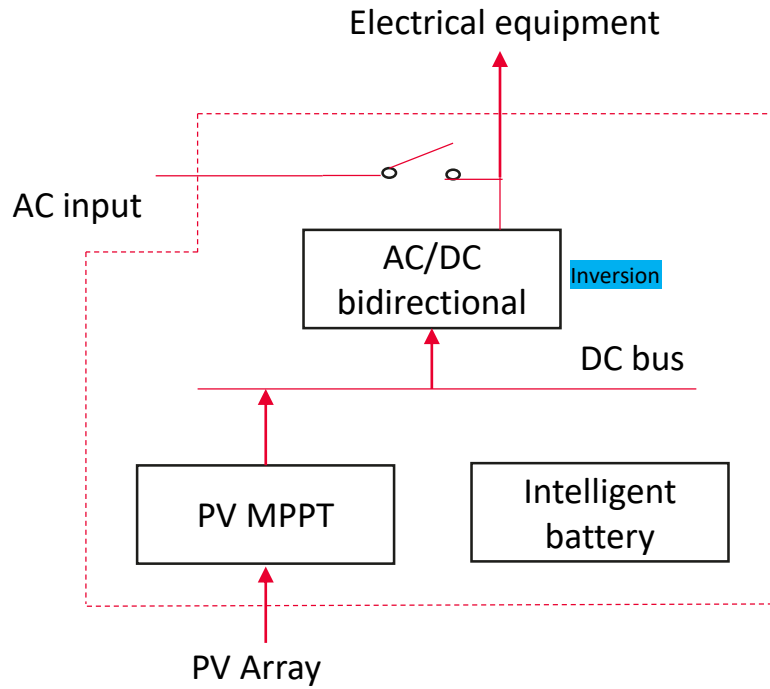 Electrical equipment
AC input
AC/DC
bidirectional
Inversion
DC bus
PV MPPT
Intelligent
battery
PV Array